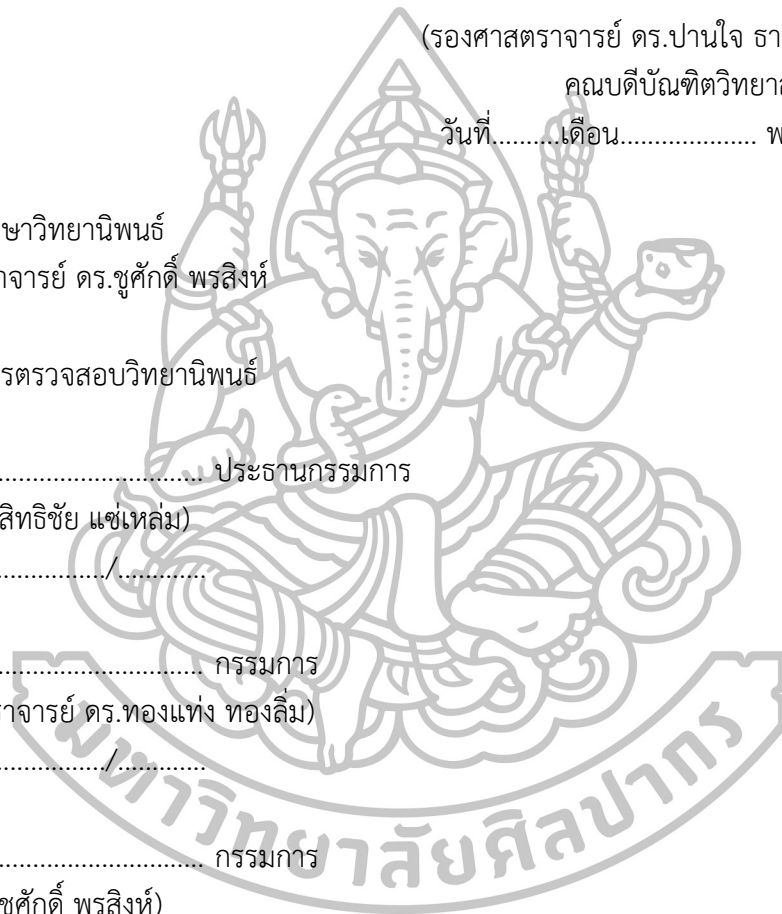 (รองศาสตราจารย์ ดร.ปานใจ ธา
คณบดีบัณฑิตวิทยาล
วันที่..........เดือน.................... พ
ษาวิทยานิพนธ์
าจารย์ ดร.ชูศักดิ์ พรสิงห์
รตรวจสอบวิทยานิพนธ์
............................... ประธานกรรมการ
สิทธิชัย แซ่เหล่ม)
................/.............
............................... กรรมการ
ราจารย์ ดร.ทองแท่ง ทองลิ่ม)
................/.............
............................... กรรมการ
ชูศักดิ์ พรสิงห์)
มหาวิทยาลัยศิลปากร